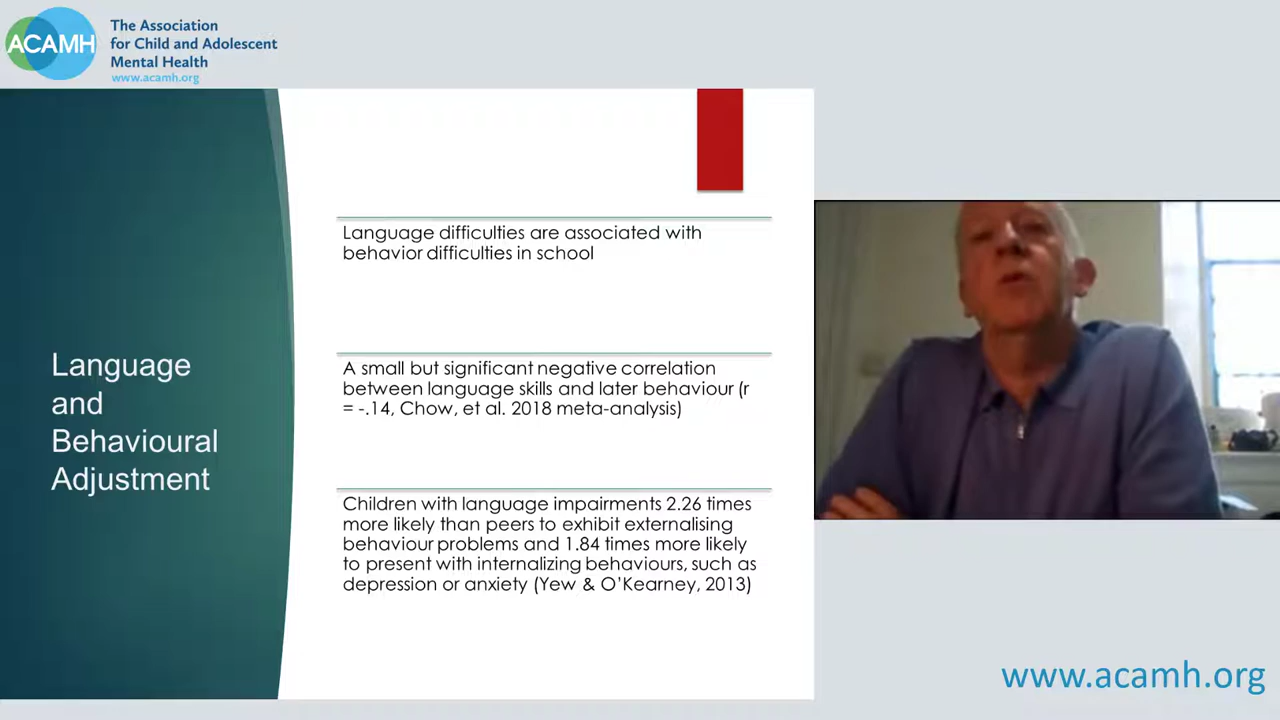 ACAMH
The Association
for Child and Adolescent
Mental Health
www.acamh.org
Language
and
Behavioural
Adjustment
Language difficulties are associated with
behavior difficulties in school
A small but significant negative correlation
between language skills and later behaviour (r
= -.14, Chow, et al. 2018 meta-analysis)
Children with language impairments 2.26 times
more likely than peers to exhibit externalising
behaviour problems and 1.84 times more likely
to present with internalizing behaviours, such as
depression or anxiety (Yew & O’Kearney, 2013)
www.acamh.org